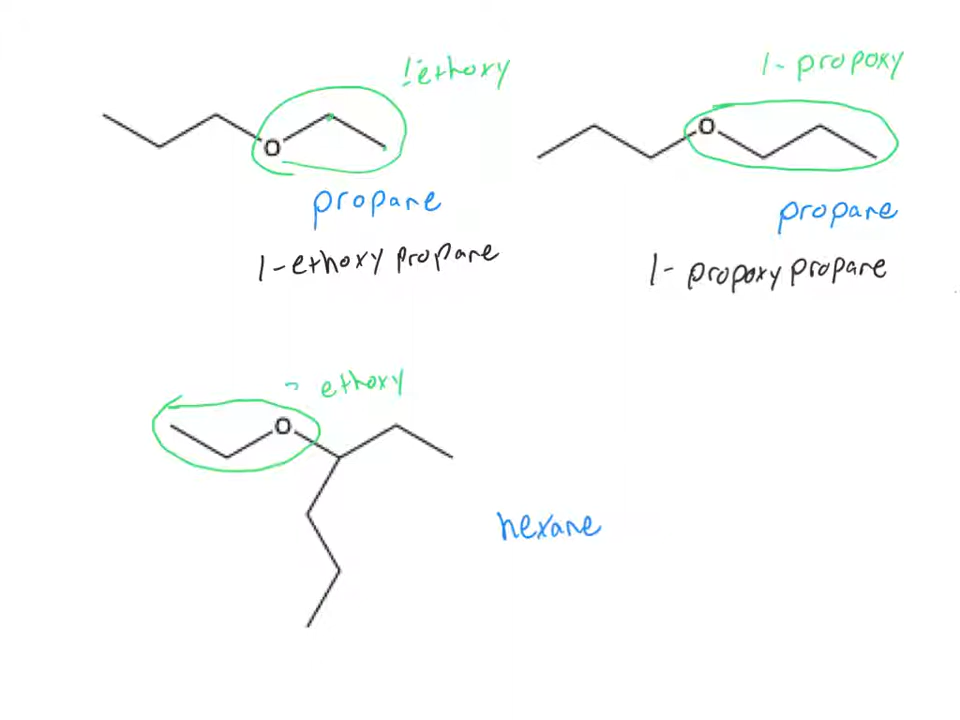 1-ethoxy
1-propoxy
O
O
propane
propane
1-ethoxy propane
1- propoxy propane
ethoxy
O
hexane